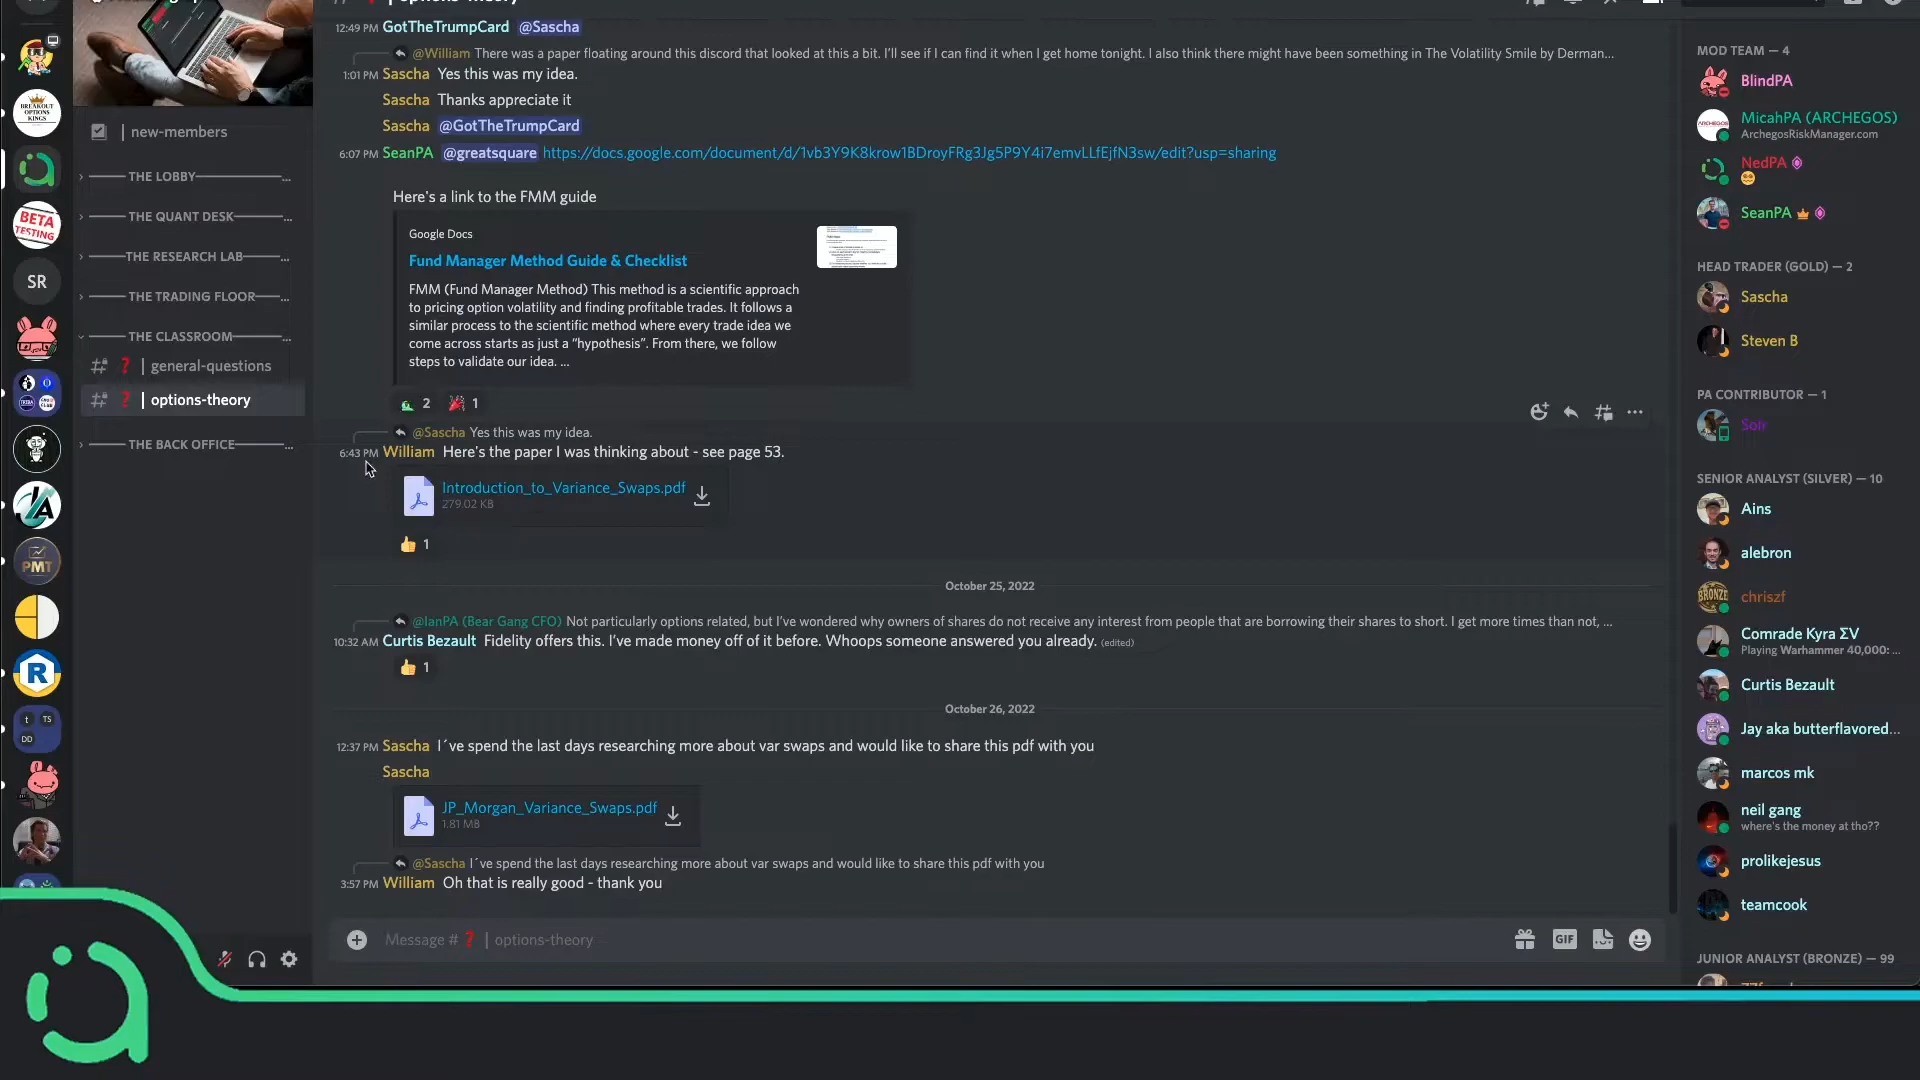 12:49 PM GotTheTrumpCard @Sascha
@William There was a paper floating around this discord that looked at this a bit. I'll see if I can find it when I get home tonight. I also think there might have been something in The Volatility Smile by Derman...
1:01 PM Sascha Yes this was my idea.
Sascha Thanks appreciate it
Sascha @GotTheTrumpCard
6:07 PM SeanPA @greatsquare https://docs.google.com/document/d/1vb3Y9K8krow1BDroyFRg3Jg5P9Y4i7emvLLfEjfN3sw/edit?usp=sharing
Here's a link to the FMM guide
Google Docs
Fund Manager Method Guide & Checklist
FMM (Fund Manager Method) This method is a scientific approach
to pricing option volatility and finding profitable trades. It follows a
similar process to the scientific method where every trade idea we
come across starts as just a "hypothesis". From there, we follow
steps to validate our idea. ...
2 1
@Sascha Yes this was my idea.
6:43 PM William Here's the paper I was thinking about - see page 53.
Introduction_to_Variance_Swaps.pdf
279.02 KB
1
October 25, 2022
@IanPA (Bear Gang CFO) Not particularly options related, but I've wondered why owners of shares do not receive any interest from people that are borrowing their shares to short. I get more times than not, ...
10:32 AM Curtis Bezault Fidelity offers this. I've made money off of it before. Whoops someone answered you already. (edited)
1
October 26, 2022
12:37 PM Sascha I´ve spend the last days researching more about var swaps and would like to share this pdf with you
Sascha
JP_Morgan_Variance_Swaps.pdf
1.81 MB
@Sascha I´ve spend the last days researching more about var swaps and would like to share this pdf with you
3:57 PM William Oh that is really good - thank you
Message # | options-theory
GIF
| new-members
THE LOBBY ...
THE QUANT DESK ...
THE RESEARCH LAB ...
THE TRADING FLOOR ...
THE CLASSROOM ...
| general-questions
| options-theory
THE BACK OFFICE ...
BREAKOUT
OPTIONS
KINGS
BETA
TESTING
SR
JA
PMT
R
t TS
DD
MOD TEAM — 4
BlindPA
MicahPA (ARCHEGOS)
ArchegosRiskManager.com
ARCHEGOS
NedPA
SeanPA
HEAD TRADER (GOLD) — 2
Sascha
Steven B
PA CONTRIBUTOR — 1
SENIOR ANALYST (SILVER) — 10
Ains
alebron
BRONZE
chriszf
Comrade Kyra ΣV
Playing Warhammer 40,000: ...
Curtis Bezault
Jay aka butterflavored...
marcos mk
neil gang
where's the money at tho??
prolikejesus
teamcook
JUNIOR ANALYST (BRONZE) — 99